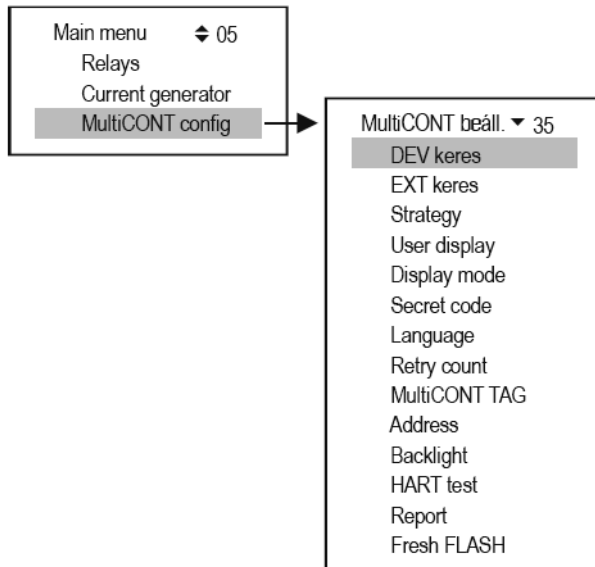 Main menu 05
Relays
Current generator
MultiCONT config
MultiCONT beáll. 35
DEV keres
EXT keres
Strategy
User display
Display mode
Secret code
Language
Retry count
MultiCONT TAG
Address
Backlight
HART test
Report
Fresh FLASH